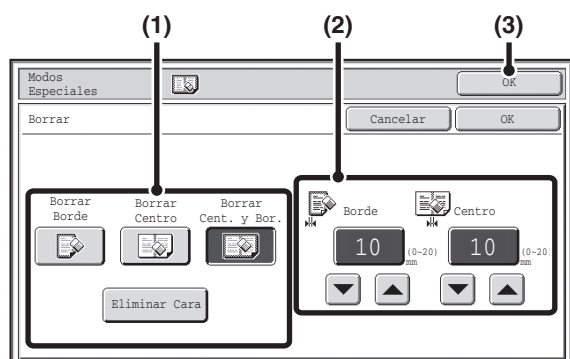 (1) (2) (3)
Modos
Especiales
OK
Borrar
Cancelar
OK
Borrar
Borde
Borrar
Centro
Borrar
Cent. y Bor.
Eliminar Cara
Borde
Centro
10
(0~20)
mm
10
(0~20)
mm